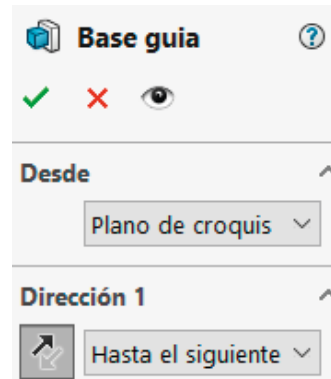 Base guia
Desde
Plano de croquis
Dirección 1
Hasta el siguiente